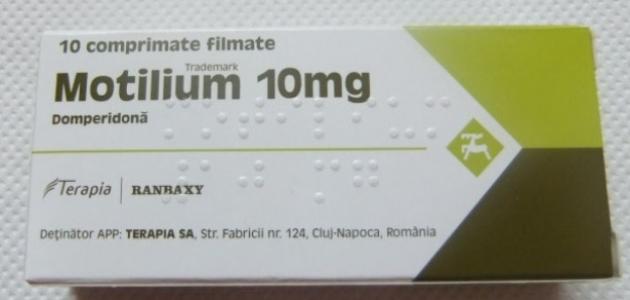 10 comprimate filmate
Trademark
Motilium 10mg
Domperidonă
Terapia RANBAXY
Deţinător APP: TERAPIA SA, Str. Fabricii nr. 124, Cluj-Napoca, România